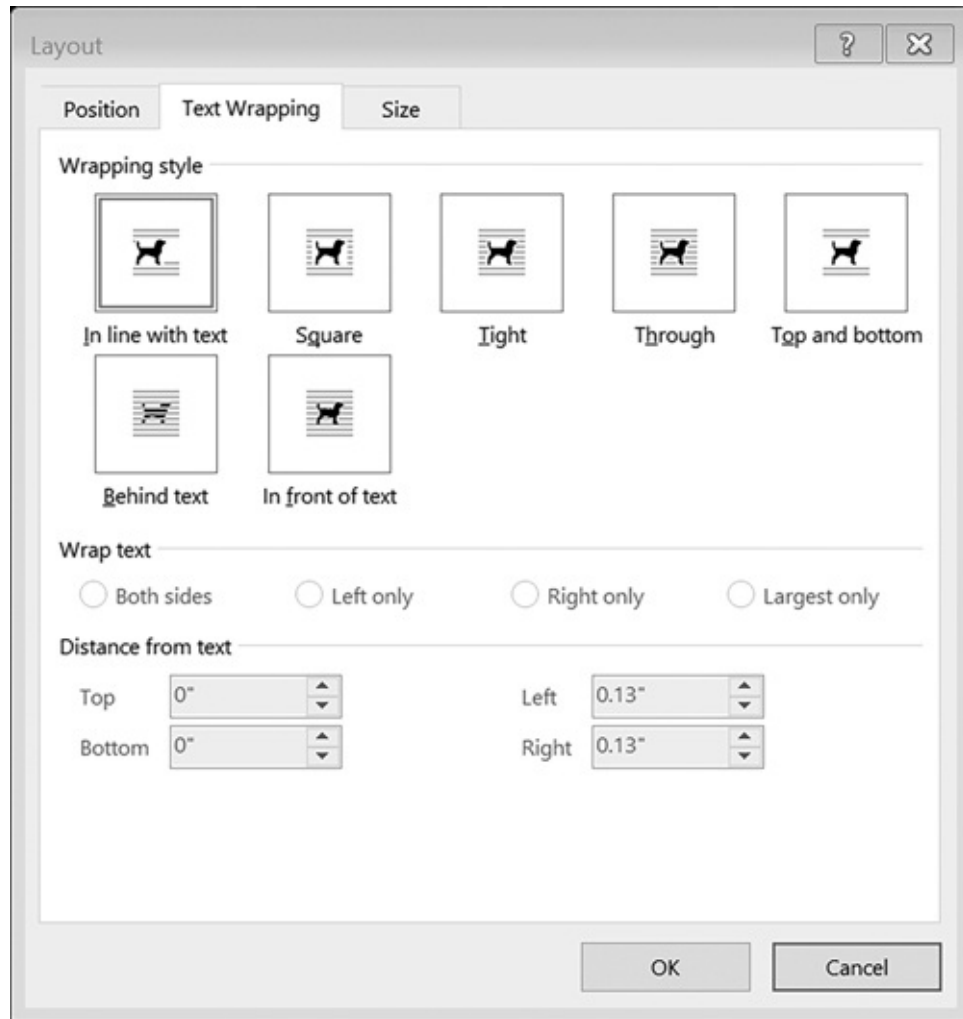 Layout
Position Text Wrapping Size
Wrapping style
In line with text Square Tight Through Top and bottom
Behind text In front of text
Wrap text
Both sides Left only Right only Largest only
Distance from text
Top 0" Left 0.13"
Bottom 0" Right 0.13"
OK Cancel